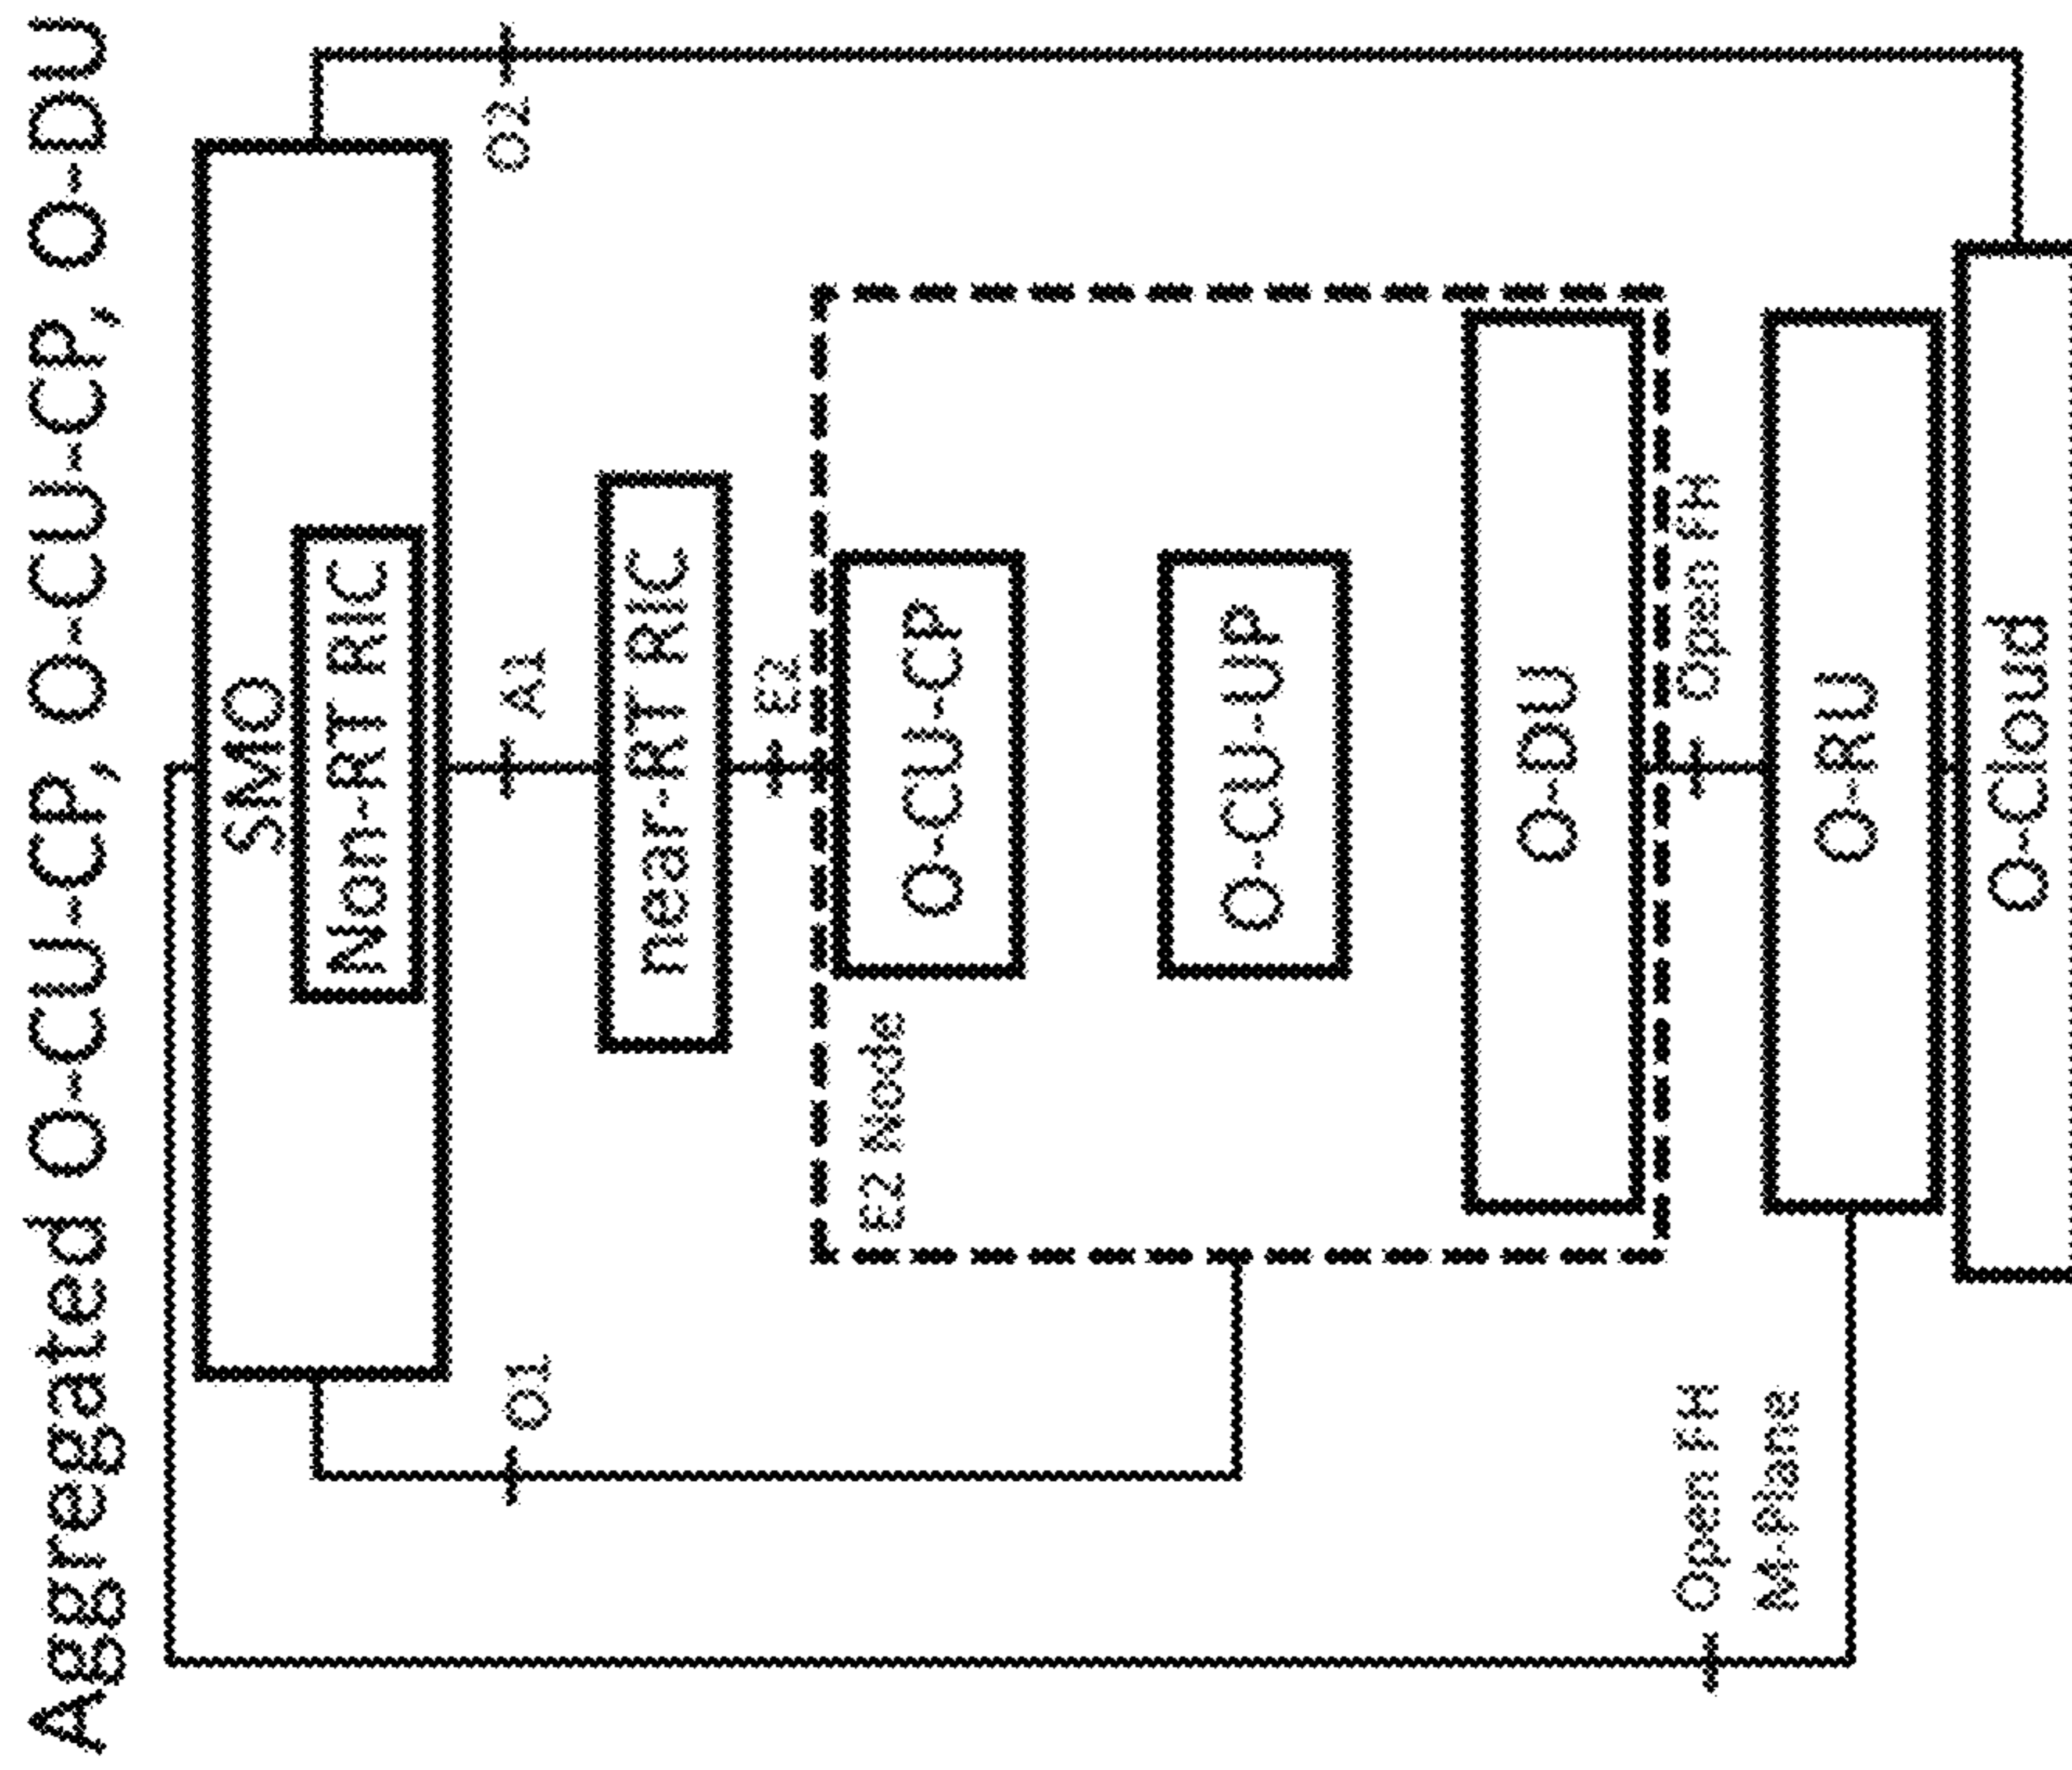 Aggregated O-CU-CP, O-CU-CP, O-DU
SMO
Non-RT RIC
O1
A1
O2
near-RT RIC
E2
E2 Node
O-CU-CP
O-CU-UP
O-DU
Open FH
M-Plane
Open FH
O-RU
O-Cloud